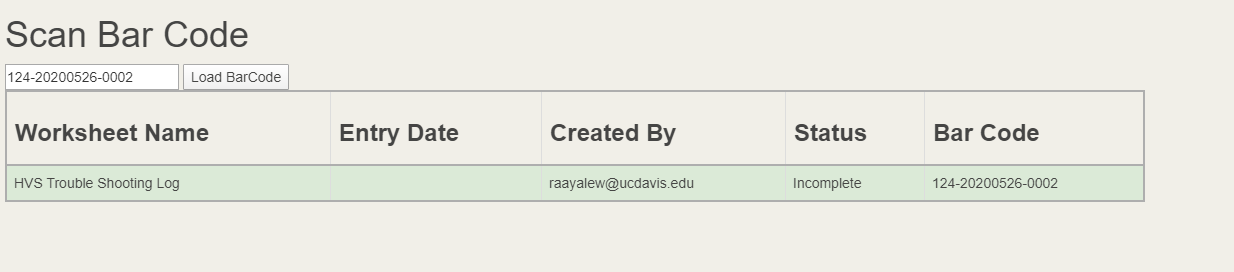 Scan Bar Code
124-20200526-0002 Load BarCode
Worksheet Name Entry Date Created By Status Bar Code
HVS Trouble Shooting Log raayalew@ucdavis.edu Incomplete 124-20200526-0002